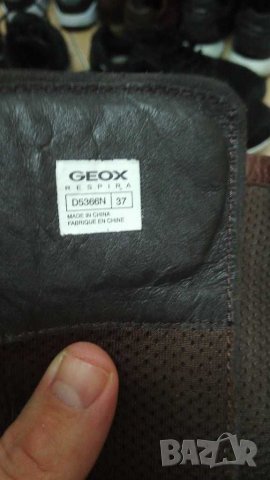 GEOX
RESPIRA
D5366N 37
MADE IN CHINA
FABRIQUE EN CHINE
BAZAR